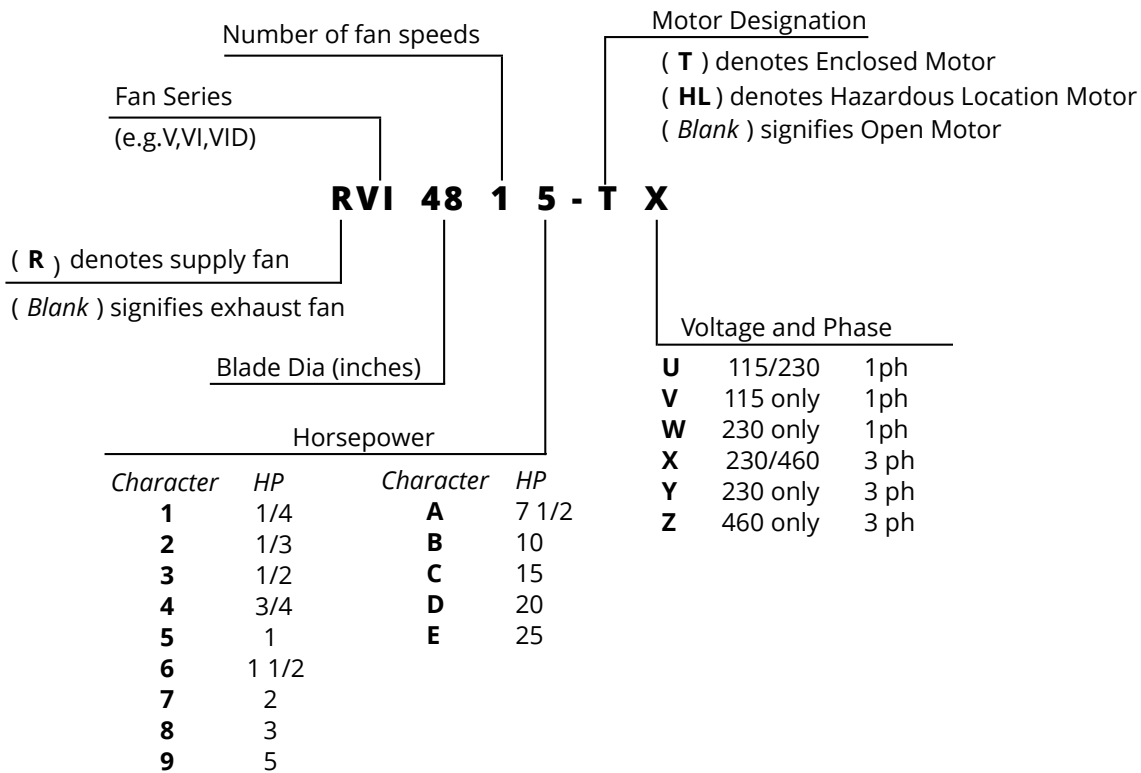 Motor Designation
Number of fan speeds
( T ) denotes Enclosed Motor
( HL ) denotes Hazardous Location Motor
( Blank ) signifies Open Motor
Fan Series
(e.g.V,VI,VID)
RVI 48 1 5 - T X
( R ) denotes supply fan
( Blank ) signifies exhaust fan
Blade Dia (inches)
Horsepower
Character HP Character HP
1 1/4 A 7 1/2
2 1/3 B 10
3 1/2 C 15
4 3/4 D 20
5 1 E 25
6 1 1/2
7 2
8 3
9 5
Voltage and Phase
U 115/230 1ph
V 115 only 1ph
W 230 only 1ph
X 230/460 3 ph
Y 230 only 3 ph
Z 460 only 3 ph